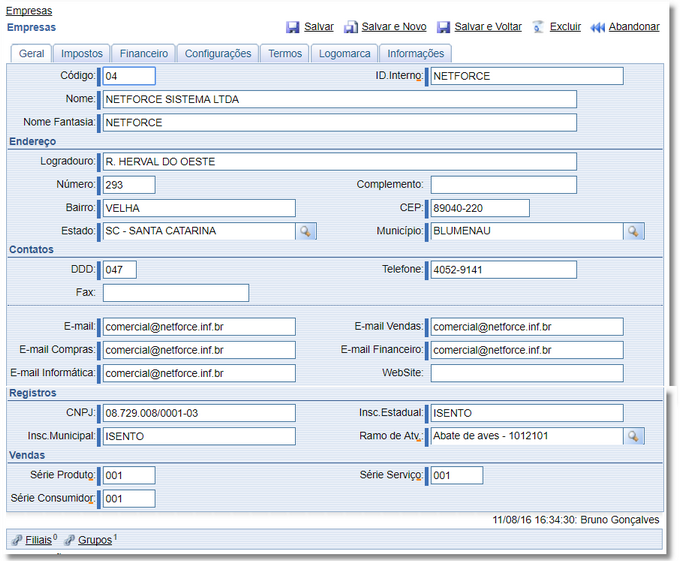 Empresas
Empresas Salvar Salvar e Novo Salvar e Voltar Excluir Abandonar
Geral Impostos Financeiro Configurações Termos Logomarca Informações
Código: 04 ID.Interno: NETFORCE
Nome: NETFORCE SISTEMA LTDA
Nome Fantasia: NETFORCE
Endereço
Logradouro: R. HERVAL DO OESTE
Número: 293 Complemento:
Bairro: VELHA CEP: 89040-220
Estado: SC - SANTA CATARINA Município: BLUMENAU
Contatos
DDD: 047 Telefone: 4052-9141
Fax:
E-mail: comercial@netforce.inf.br E-mail Vendas: comercial@netforce.inf.br
E-mail Compras: comercial@netforce.inf.br E-mail Financeiro: comercial@netforce.inf.br
E-mail Informática: comercial@netforce.inf.br WebSite:
Registros
CNPJ: 08.729.008/0001-03 Insc.Estadual: ISENTO
Insc.Municipal: ISENTO Ramo de Atv.: Abate de aves - 1012101
Vendas
Série Produto: 001 Série Serviço: 001
Série Consumidor: 001
11/08/16 16:34:30: Bruno Gonçalves
Filiais 0 Grupos 1